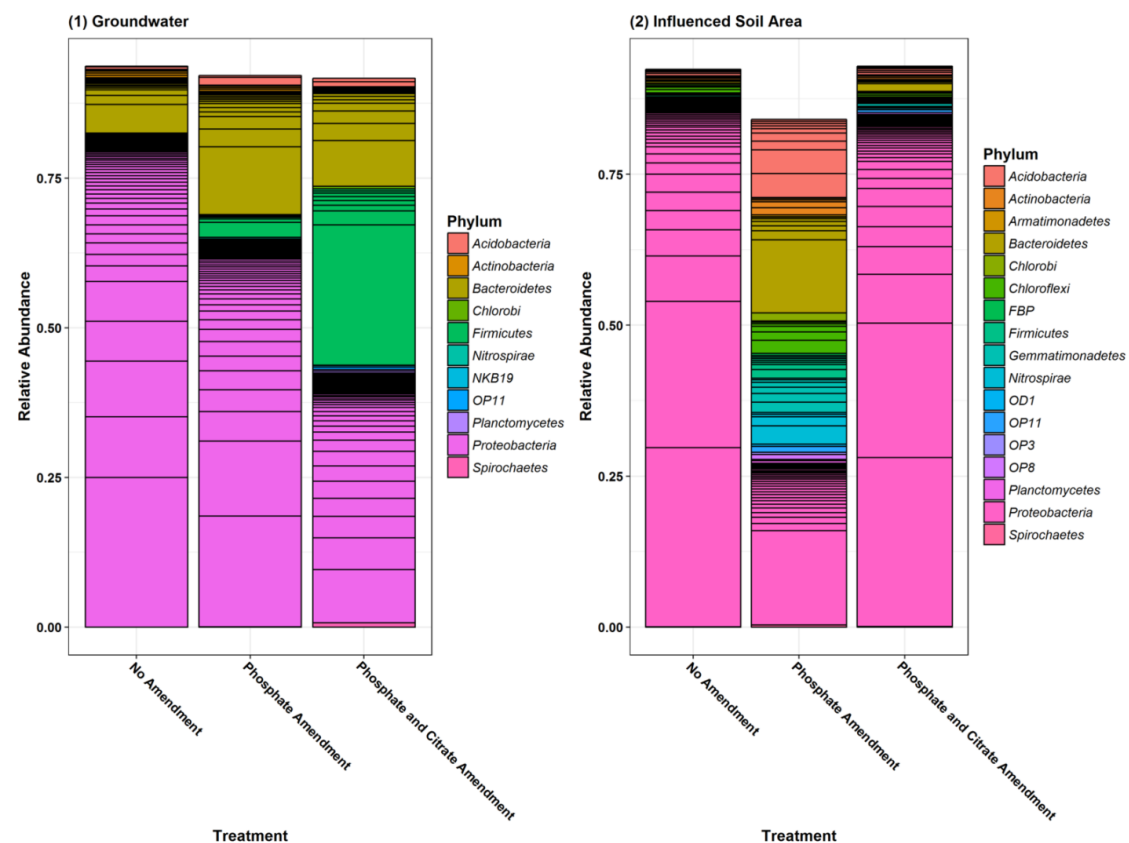 (1) Groundwater
Relative Abundance
0.75
0.50
0.25
0.00
No Amendment
Phosphate Amendment
Phosphate and Citrate Amendment
Treatment
Phylum
Acidobacteria
Actinobacteria
Bacteroidetes
Chlorobi
Firmicutes
Nitrospirae
NKB19
OP11
Planctomycetes
Proteobacteria
Spirochaetes
(2) Influenced Soil Area
Relative Abundance
0.75
0.50
0.25
0.00
No Amendment
Phosphate Amendment
Phosphate and Citrate Amendment
Treatment
Phylum
Acidobacteria
Actinobacteria
Armatimonadetes
Bacteroidetes
Chlorobi
Chloroflexi
FBP
Firmicutes
Gemmatimonadetes
Nitrospirae
OD1
OP11
OP3
OP8
Planctomycetes
Proteobacteria
Spirochaetes